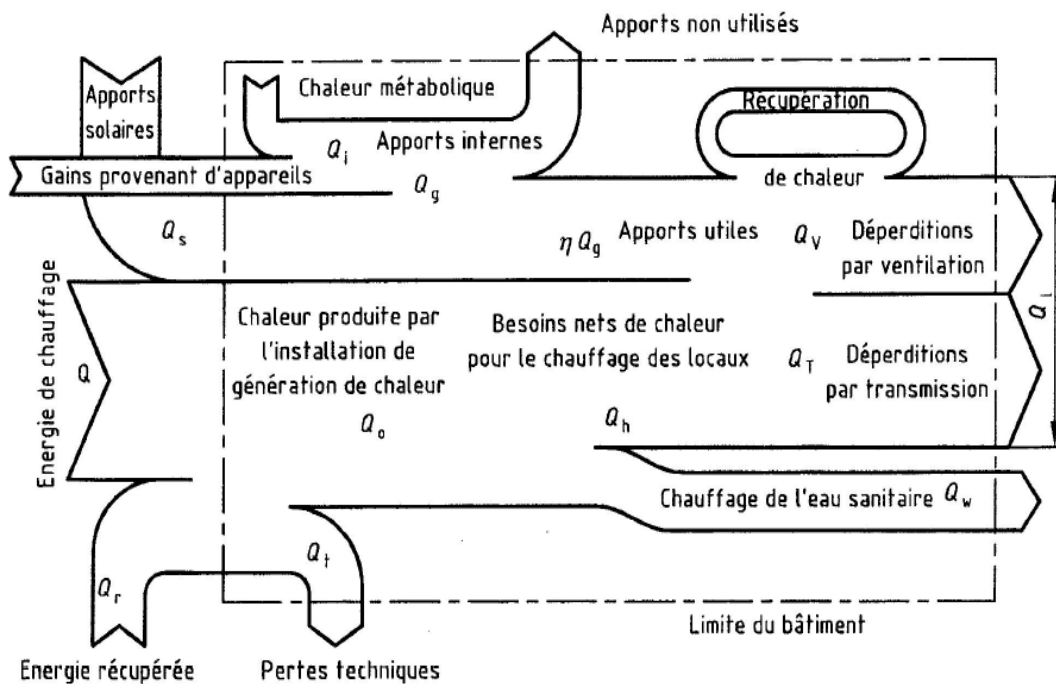 Apports non utilisés
Apports
solaires
Chaleur métabolique
Récupération
Q_i
Apports internes
Gains provenant d'appareils
Q_g
de chaleur
Q_s
η Q_g
Apports utiles
Q_V
Déperditions
par ventilation
Energie de chauffage
Q
Chaleur produite par
l'installation de
génération de chaleur
Q_o
Besoins nets de chaleur
pour le chauffage des locaux
Q_T
Déperditions
par transmission
Q_l
Q_h
Chauffage de l'eau sanitaire Q_w
Q_t
Q_r
Limite du bâtiment
Energie récupérée
Pertes techniques